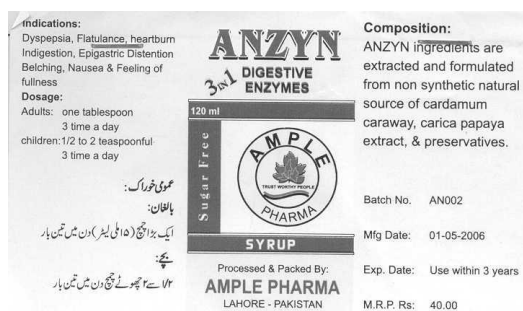 Indications:
Dyspepsia, Flatulance, heartburn
Indigestion, Epigastric Distention
Belching, Nausea & Feeling of
fullness
Dosage:
Adults: one tablespoon
3 time a day
children:1/2 to 2 teaspoonful
3 time a day
عمومی خوراک:
بالغان:
ایک بڑا چمچ (۱۵ ملی لیٹر) دن میں تین بار
بچے:
۱/۲ سے ۲ چھوٹے چمچ دن میں تین بار
ANZYN
3 IN 1 DIGESTIVE
ENZYMES
120 ml
Sugar Free
AMPLE
TRUST WORTHY PEOPLE
PHARMA
SYRUP
Processed & Packed By:
AMPLE PHARMA
LAHORE - PAKISTAN
Composition:
ANZYN ingredients are
extracted and formulated
from non synthetic natural
source of cardamum
caraway, carica papaya
extract, & preservatives.
Batch No. AN002
Mfg Date: 01-05-2006
Exp. Date: Use within 3 years
M.R.P. Rs: 40.00